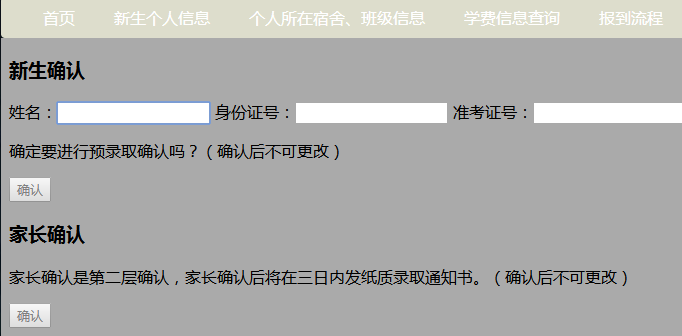 首页 新生个人信息 个人所在宿舍、班级信息 学费信息查询 报到流程
新生确认
姓名： 身份证号： 准考证号：
确定要进行预录取确认吗？（确认后不可更改）
确认
家长确认
家长确认是第二层确认，家长确认后将在三日内发纸质录取通知书。（确认后不可更改）
确认